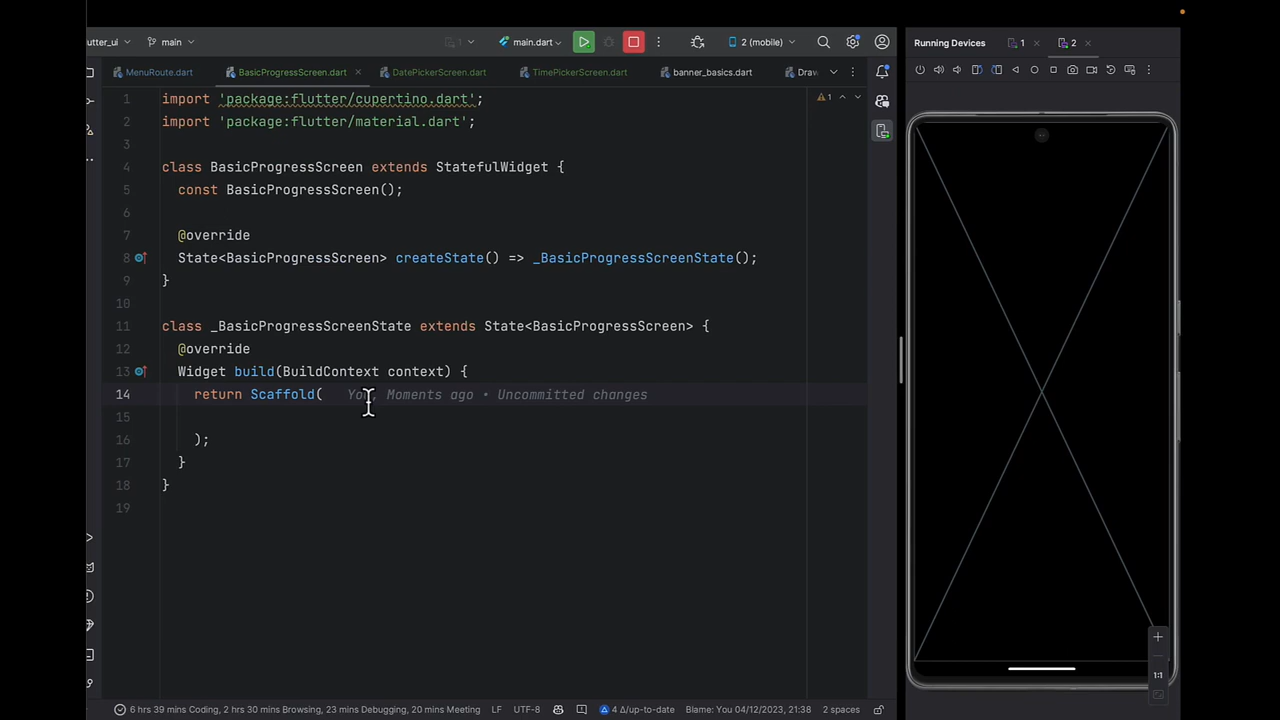 utter_ui main 1 main.dart 2 (mobile) Running Devices 1 2
MenuRoute.dart BasicProgressScreen.dart DatePickerScreen.dart TimePickerScreen.dart banner_basics.dart Draw
1 import 'package:flutter/cupertino.dart'; 1
2 import 'package:flutter/material.dart';
3
4 class BasicProgressScreen extends StatefulWidget {
5 const BasicProgressScreen();
6
7 @override
8 State<BasicProgressScreen> createState() => _BasicProgressScreenState();
9 }
10
11 class _BasicProgressScreenState extends State<BasicProgressScreen> {
12 @override
13 Widget build(BuildContext context) {
14 return Scaffold( You, Moments ago • Uncommitted changes
15
16 );
17 }
18 }
19
1:1
6 hrs 39 mins Coding, 2 hrs 30 mins Browsing, 23 mins Debugging, 20 mins Meeting LF UTF-8 4 Δ/up-to-date Blame: You 04/12/2023, 21:38 2 spaces